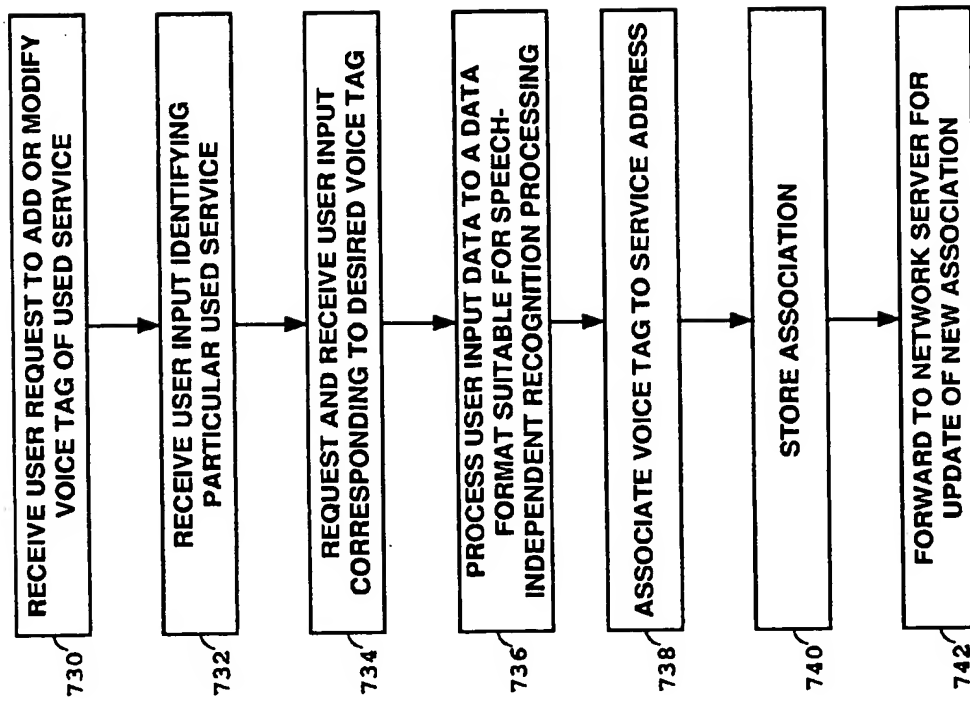 730
RECEIVE USER REQUEST TO ADD OR MODIFY
VOICE TAG OF USED SERVICE
732
RECEIVE USER INPUT IDENTIFYING
PARTICULAR USED SERVICE
734
REQUEST AND RECEIVE USER INPUT
CORRESPONDING TO DESIRED VOICE TAG
736
PROCESS USER INPUT DATA TO A DATA
FORMAT SUITABLE FOR SPEECH-
INDEPENDENT RECOGNITION PROCESSING
738
ASSOCIATE VOICE TAG TO SERVICE ADDRESS
740
STORE ASSOCIATION
742
FORWARD TO NETWORK SERVER FOR
UPDATE OF NEW ASSOCIATION